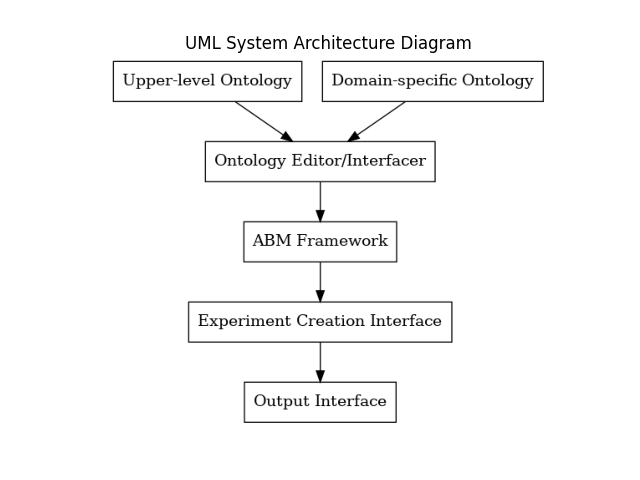 UML System Architecture Diagram
Upper-level Ontology
Domain-specific Ontology
Ontology Editor/Interfacer
ABM Framework
Experiment Creation Interface
Output Interface